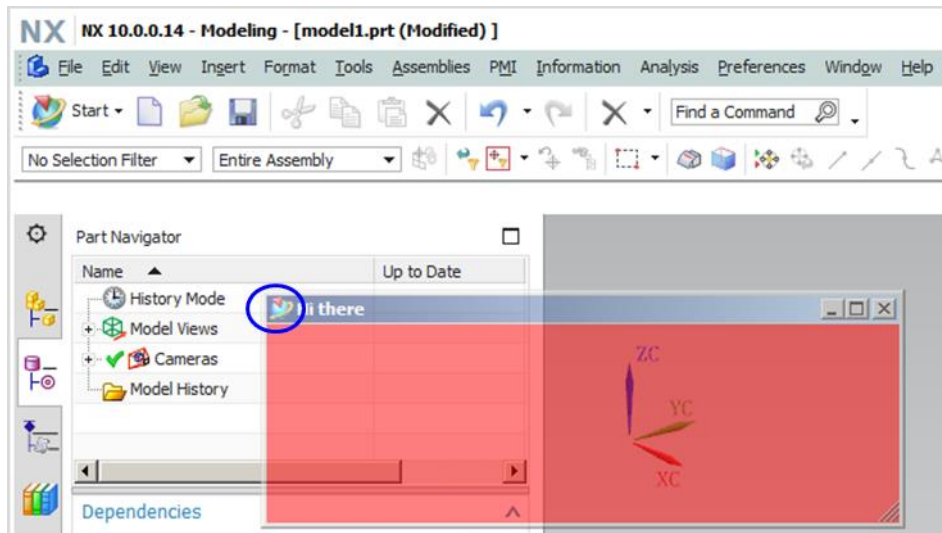 NX NX 10.0.0.14 - Modeling - [model1.prt (Modified) ]
File Edit View Insert Format Tools Assemblies PMI Information Analysis Preferences Window Help
Start Find a Command
No Selection Filter Entire Assembly
Part Navigator
Name Up to Date
History Mode
Hi there
Model Views
Cameras
Model History
ZC
YC
XC
Dependencies